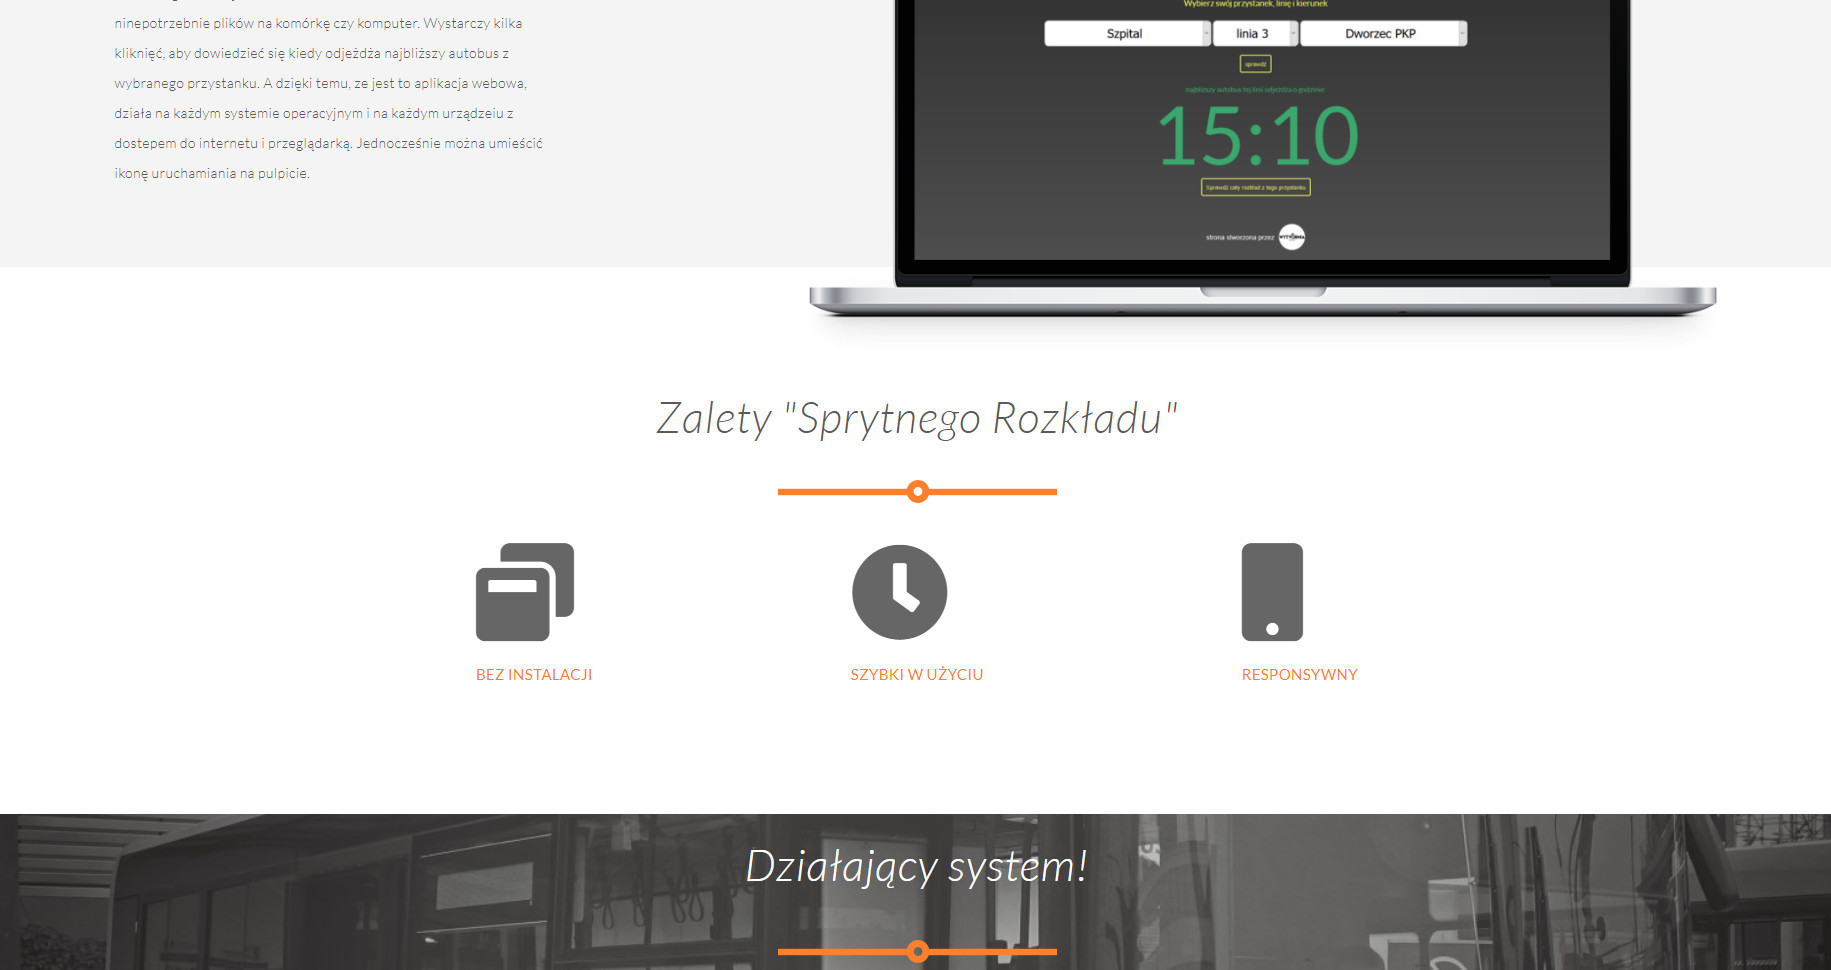 ninepotrzebnie plików na komórkę czy komputer. Wystarczy kilka
kliknięć, aby dowiedzieć się kiedy odjeżdża najbliższy autobus z
wybranego przystanku. A dzięki temu, ze jest to aplikacja webowa,
działa na każdym systemie operacyjnym i na każdym urządzeiu z
dostepem do internetu i przeglądarką. Jednocześnie można umieścić
ikonę uruchamiania na pulpicie.
Wybierz swój przystanek, linię i kierunek
Szpital
linia 3
Dworzec PKP
sprawdź
najbliższy autobus tej linii odjeżdża o godzinie:
15:10
Sprawdź cały rozkład z tego przystanku
strona stworzona przez
Zalety "Sprytnego Rozkładu"
BEZ INSTALACJI
SZYBKI W UŻYCIU
RESPONSYWNY
Działający system!